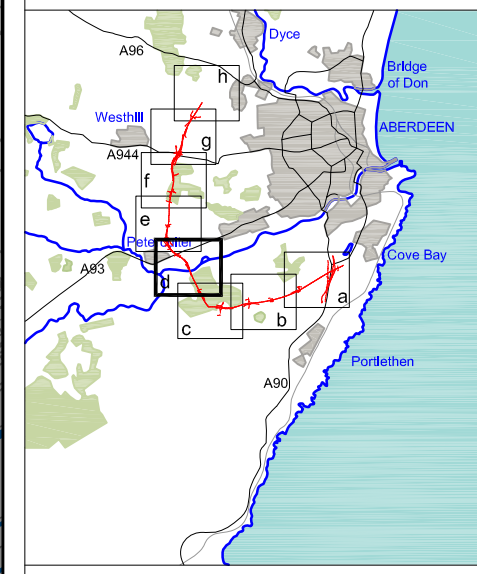 Dyce
A96
Bridge
of Don
h
Westhill
ABERDEEN
g
A944
f
e
Cove Bay
A93
d
a
b
c
Portlethen
A90